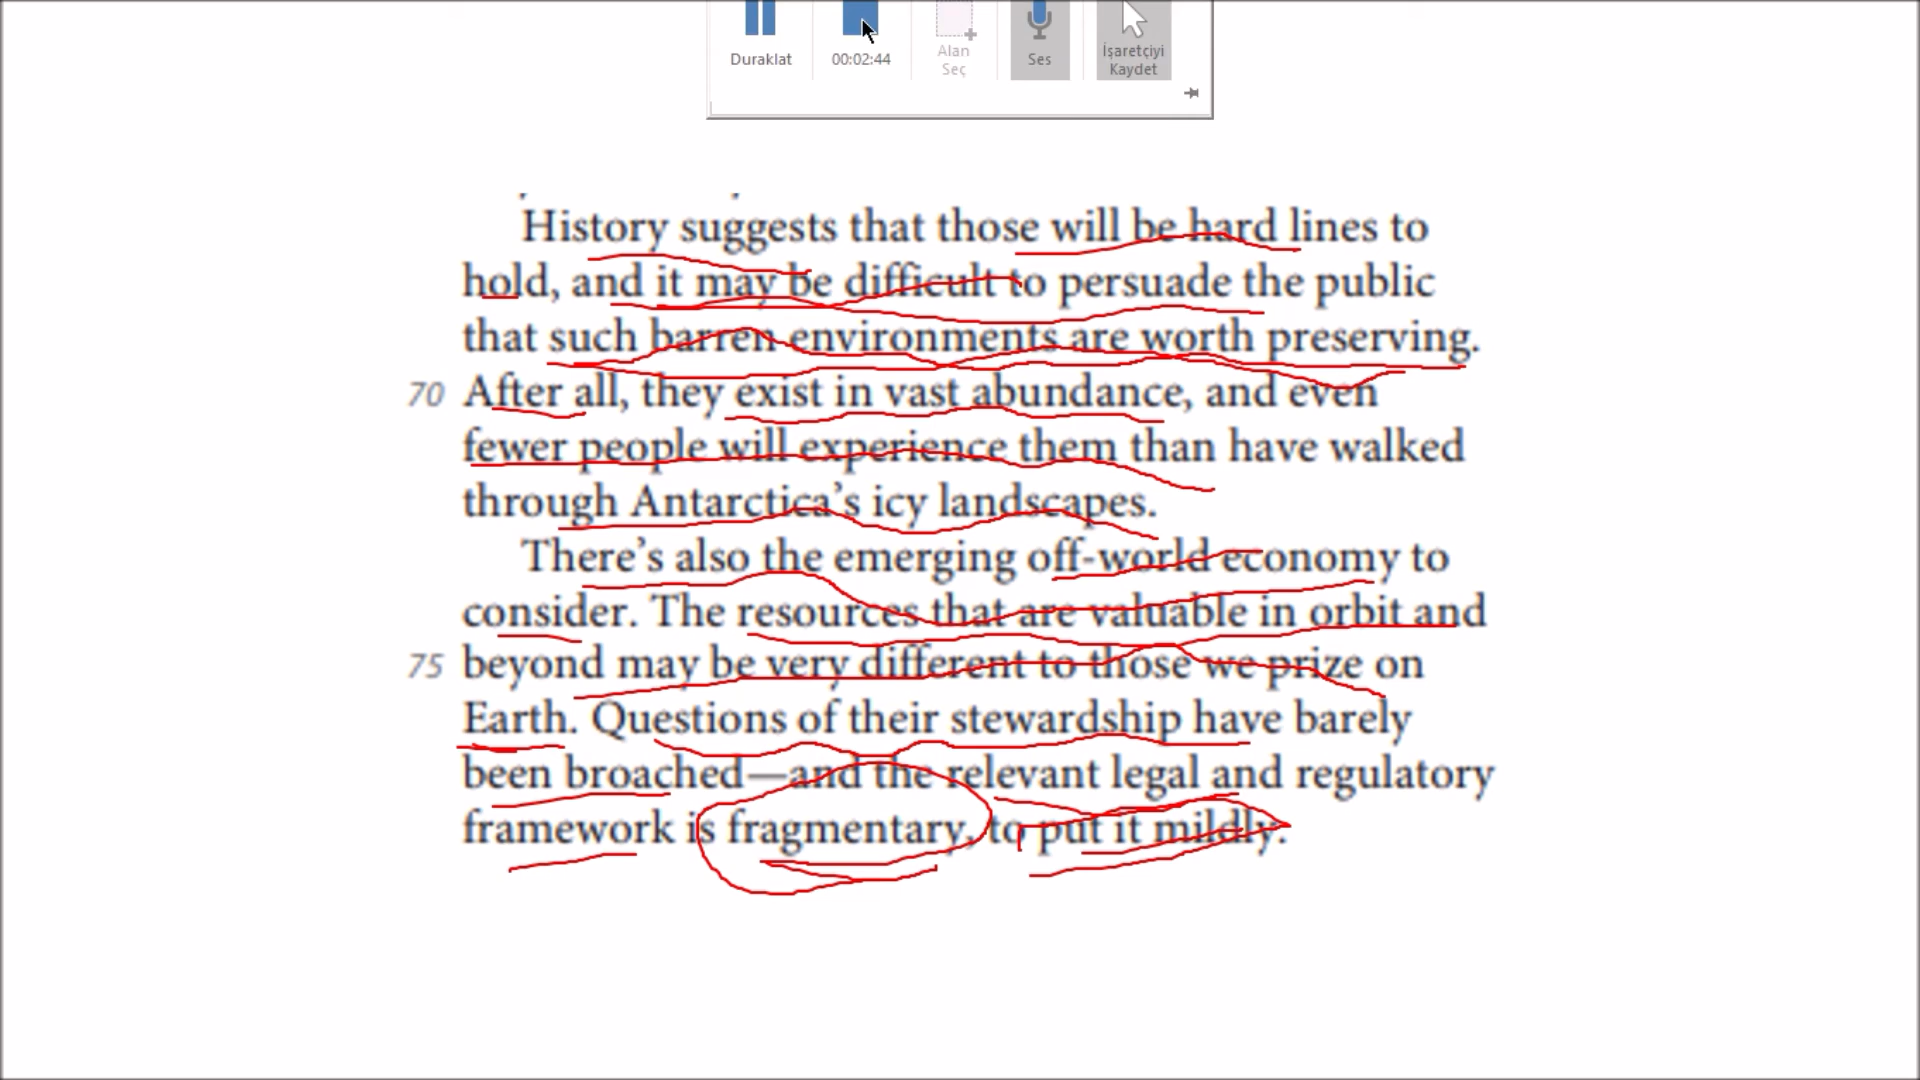 Duraklat
00:02:44
Alan
Seç
Ses
İşaretçiyi
Kaydet
History suggests that those will be hard lines to
hold, and it may be difficult to persuade the public
that such barren environments are worth preserving.
70 After all, they exist in vast abundance, and even
fewer people will experience them than have walked
through Antarctica’s icy landscapes.
There’s also the emerging off-world economy to
consider. The resources that are valuable in orbit and
75 beyond may be very different to those we prize on
Earth. Questions of their stewardship have barely
been broached—and the relevant legal and regulatory
framework is fragmentary, to put it mildly.